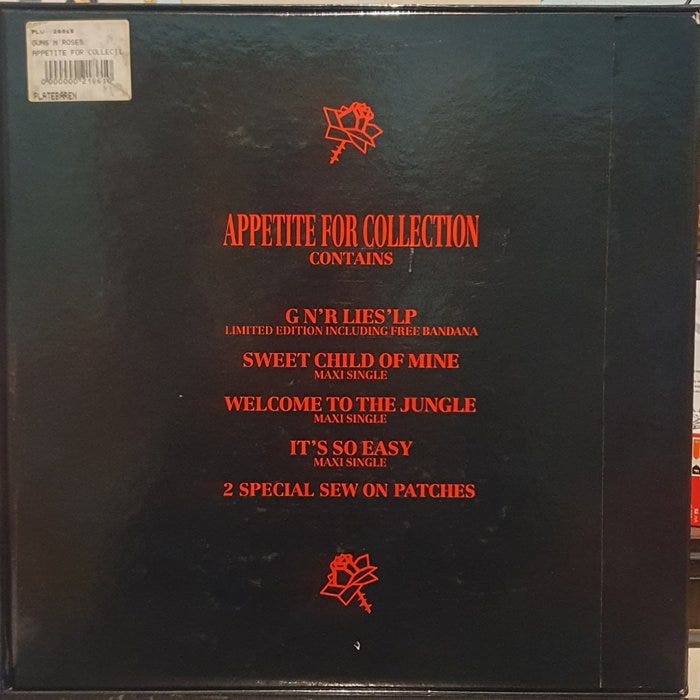 GUNS'N ROSES
APPETITE FOR COLLECTI
PLATEBAREN
APPETITE FOR COLLECTION
CONTAINS
G N'R LIES'LP
LIMITED EDITION INCLUDING FREE BANDANA
SWEET CHILD OF MINE
MAXI SINGLE
WELCOME TO THE JUNGLE
MAXI SINGLE
IT'S SO EASY
MAXI SINGLE
2 SPECIAL SEW ON PATCHES